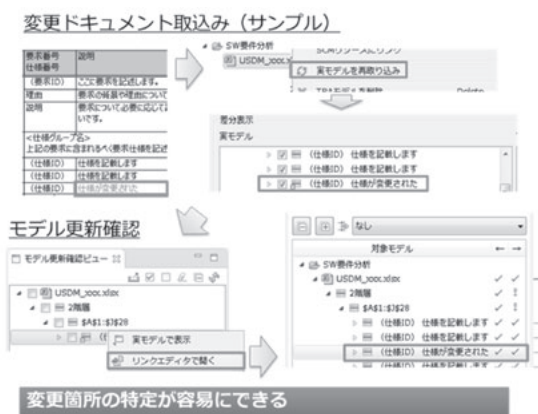 変更ドキュメント取込み（サンプル）
要求番号
仕様番号
説明
（要求ID）
ここに要求を記述します。
理由
要求の背景や理由について
説明
要求について必要に応じて
いです。
<仕様グループ名>
上記の要求に含まれるべく要求仕様を記述
（仕様ID） 仕様を記載します
（仕様ID） 仕様を記載します
（仕様ID） 仕様が変更された
SW要件分析
USDM_xxx.x
実モデルを再取り込み
差分表示
実モデル
（仕様ID） 仕様を記載します
（仕様ID） 仕様を記載します
（仕様ID） 仕様が変更された
モデル更新確認
モデル更新確認ビュー
USDM_xxx.xlsx
2階層
$A$1:$J$28
実モデルで表示
リンクエディタで開く
なし
対象モデル
SW要件分析
USDM_xxx.xlsx
2階層
$A$1:$J$28
（仕様ID） 仕様を記載します
（仕様ID） 仕様を記載します
（仕様ID） 仕様が変更された
変更箇所の特定が容易にできる